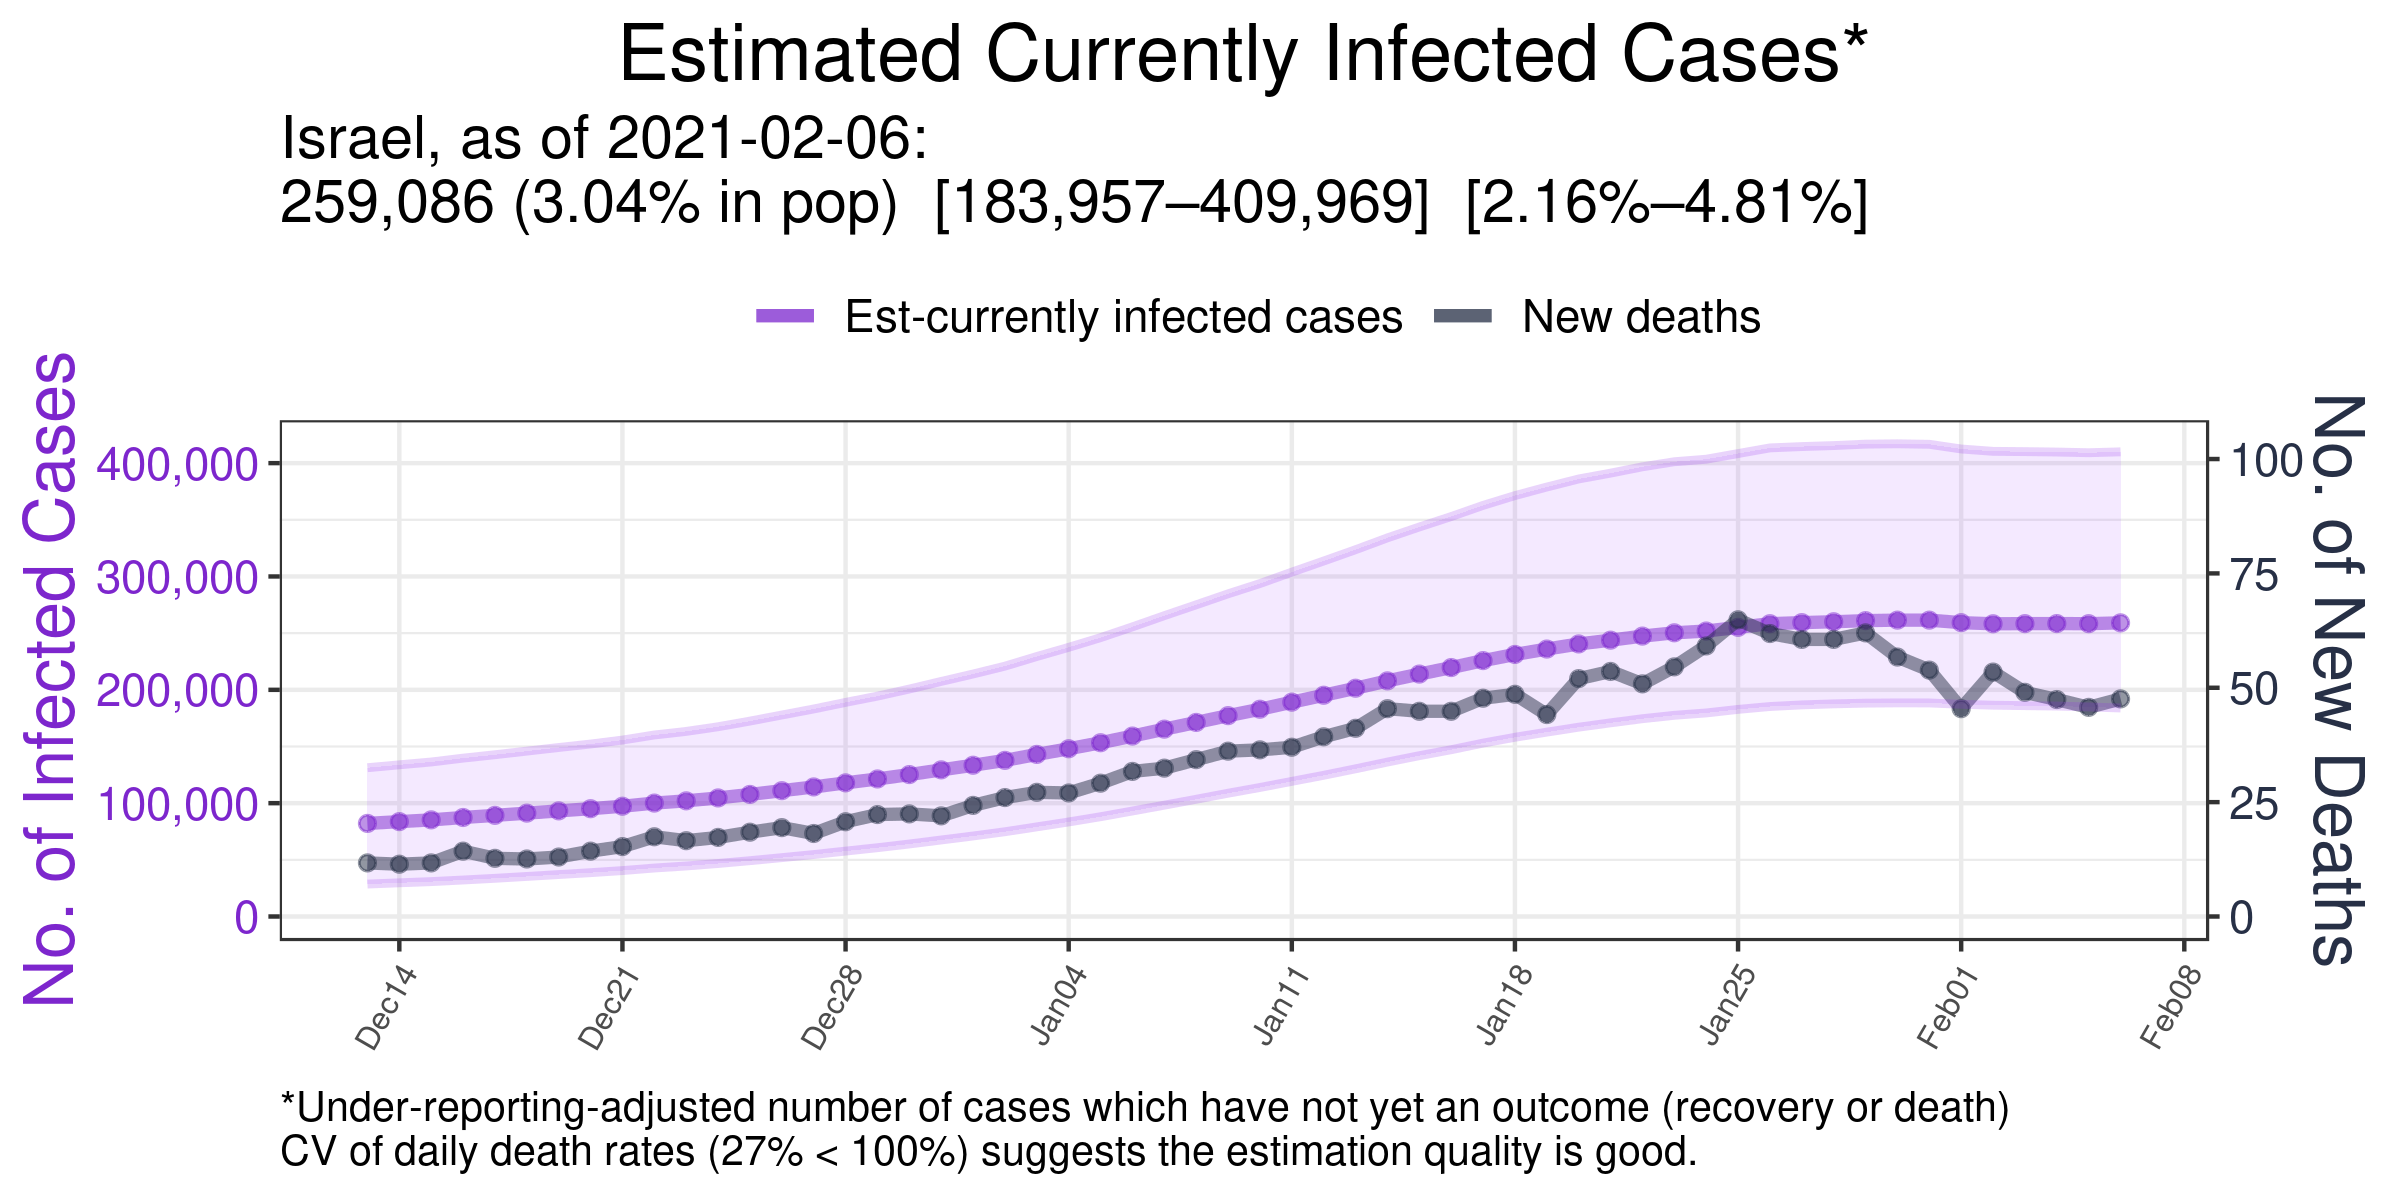 Estimated Currently Infected Cases*
Israel, as of 2021-02-06:
259,086 (3.04% in pop)  [183,957–409,969]  [2.16%–4.81%]
Est-currently infected cases
New deaths
No. of Infected Cases
400,000
300,000
200,000
100,000
0
100
75
50
25
0
No. of New Deaths
Dec14
Dec21
Dec28
Jan04
Jan11
Jan18
Jan25
Feb01
Feb08
*Under-reporting-adjusted number of cases which have not yet an outcome (recovery or death)
CV of daily death rates (27% < 100%) suggests the estimation quality is good.